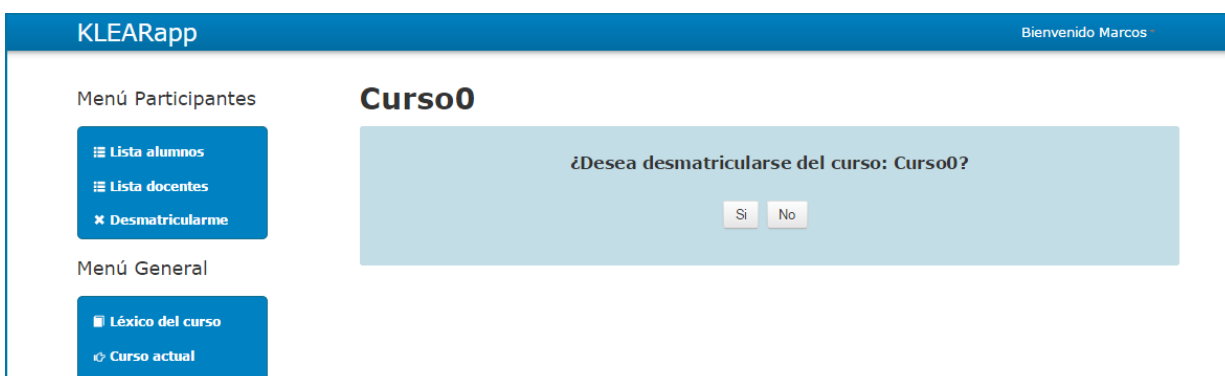 KLEARapp
Bienvenido Marcos
Menú Participantes
Lista alumnos
Lista docentes
Desmatricularme
Menú General
Léxico del curso
Curso actual
Curso0
¿Desea desmatricularse del curso: Curso0?
Si No